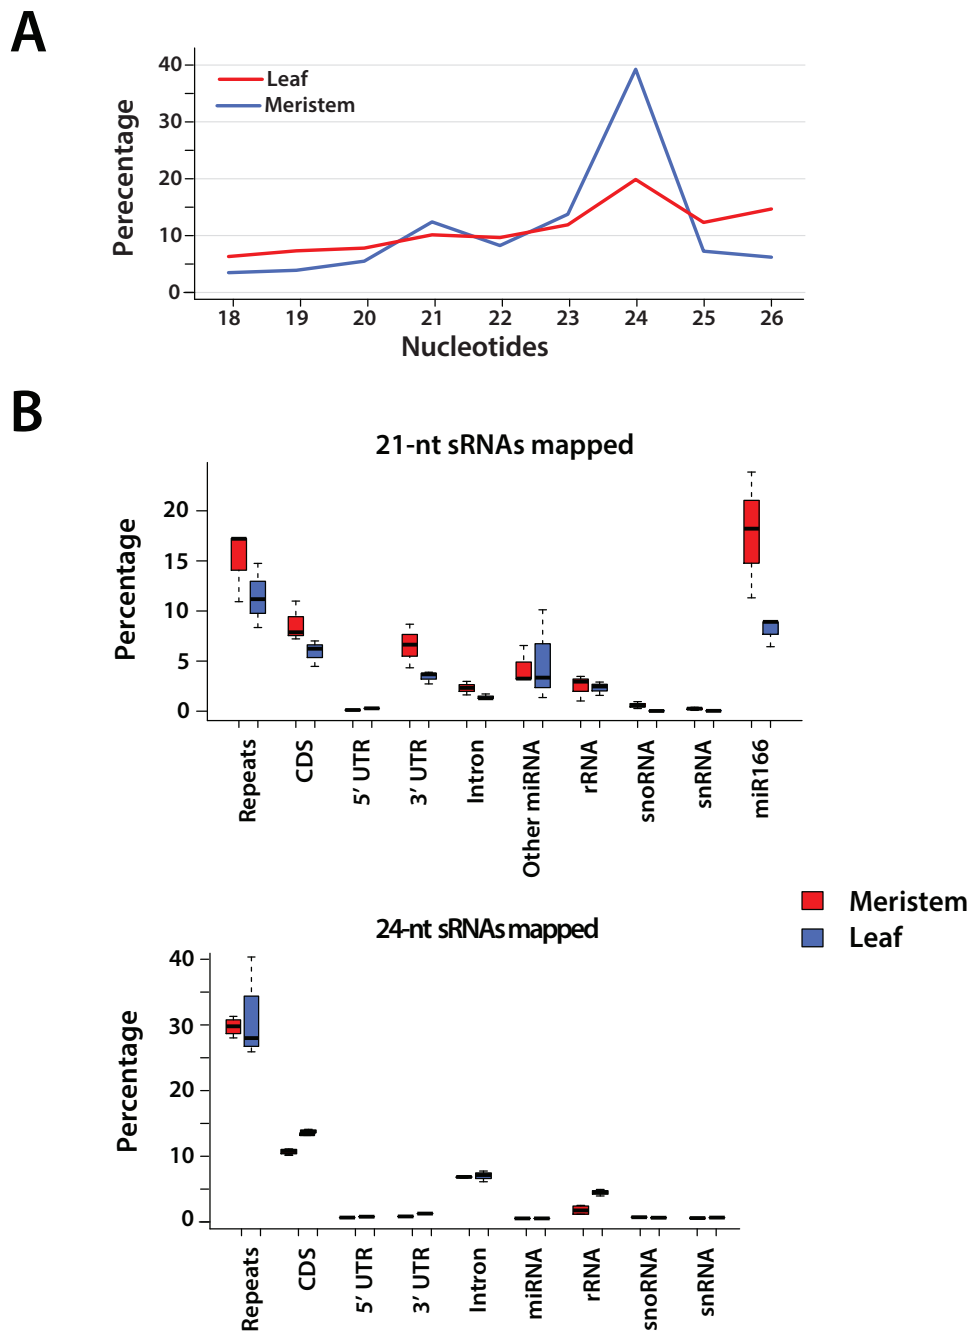 A
Perecentage
40
30
20
10
0
Leaf
Meristem
18 19 20 21 22 23 24 25 26
Nucleotides
B
21-nt sRNAs mapped
Percentage
20
15
10
5
0
Repeats
CDS
5′ UTR
3′ UTR
Intron
Other miRNA
rRNA
snoRNA
snRNA
miR166
Meristem
Leaf
24-nt sRNAs mapped
Percentage
40
30
20
10
0
Repeats
CDS
5′ UTR
3′ UTR
Intron
miRNA
rRNA
snoRNA
snRNA